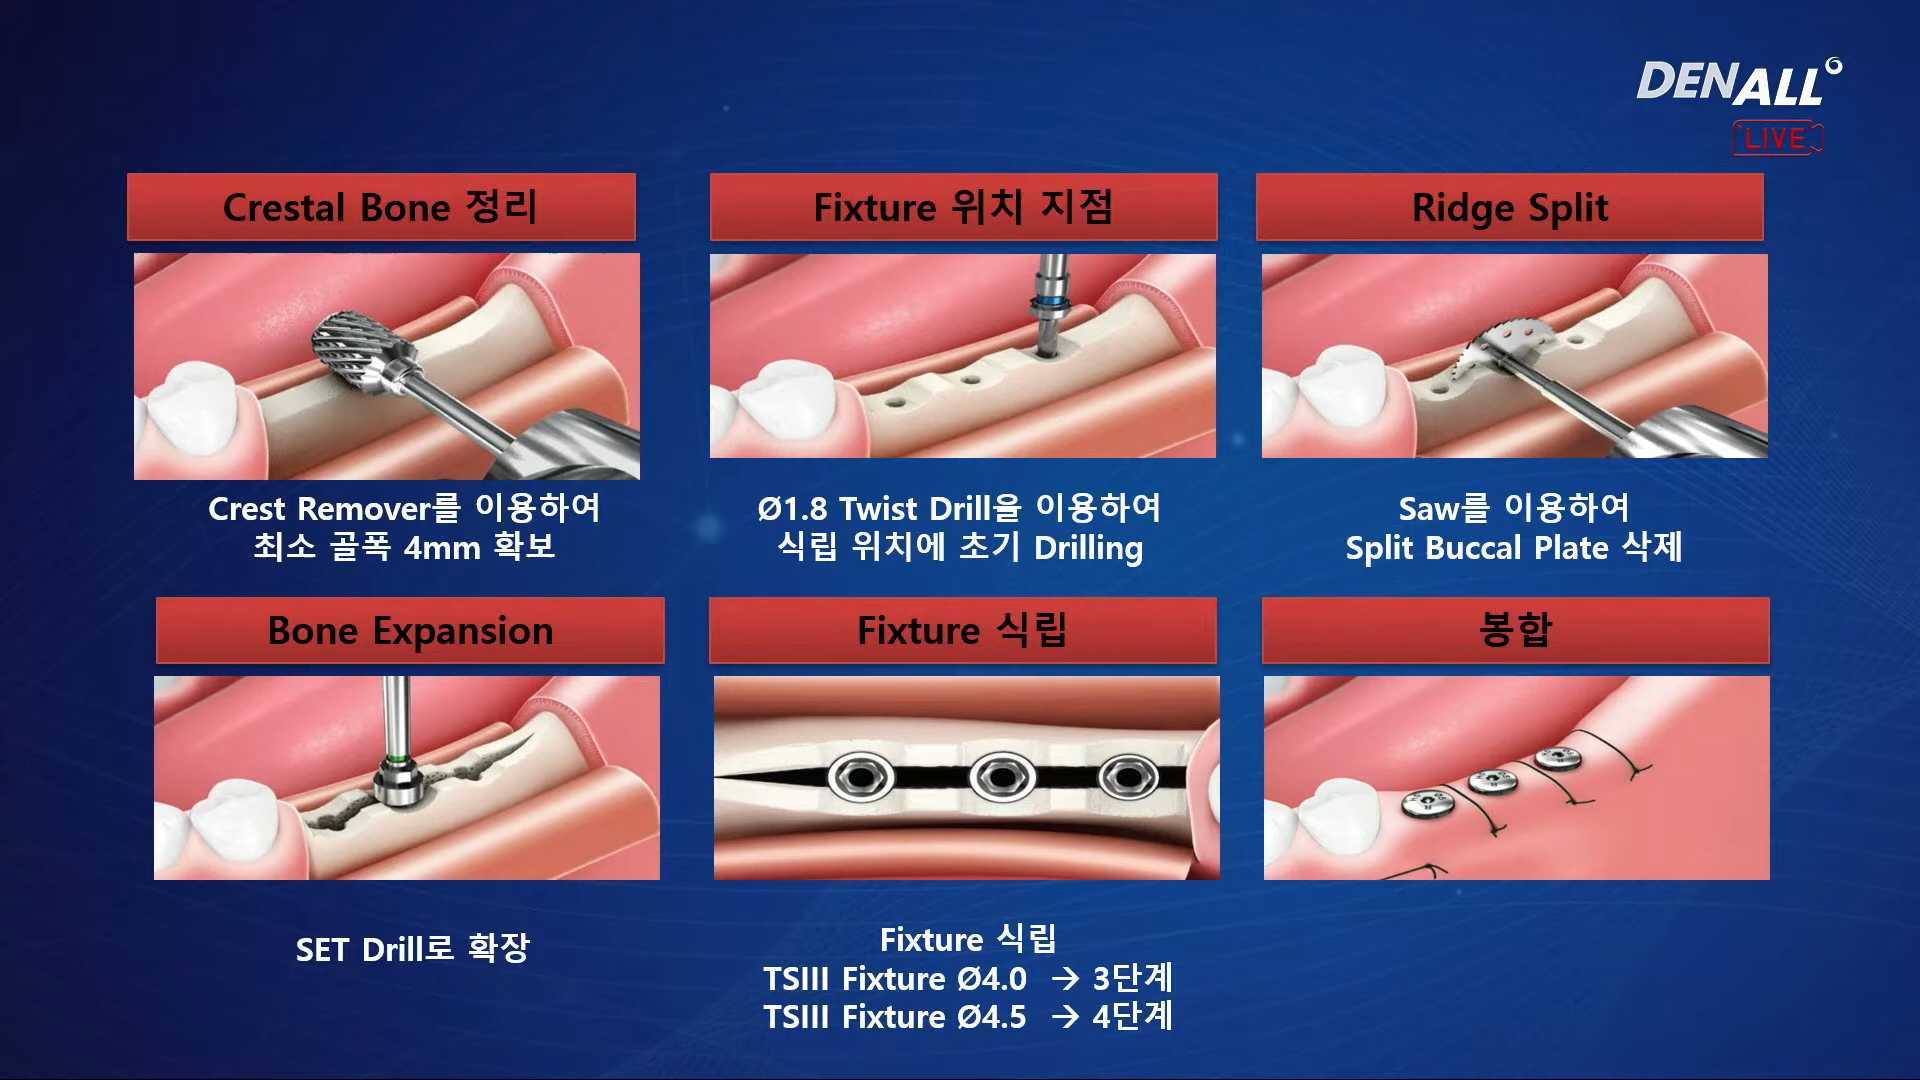 DENALL
LIVE
Crestal Bone 정리
Fixture 위치 지점
Ridge Split
Crest Remover를 이용하여
최소 골폭 4mm 확보
Ø1.8 Twist Drill을 이용하여
식립 위치에 초기 Drilling
Saw를 이용하여
Split Buccal Plate 삭제
Bone Expansion
Fixture 식립
봉합
SET Drill로 확장
Fixture 식립
TSIII Fixture Ø4.0 → 3단계
TSIII Fixture Ø4.5 → 4단계